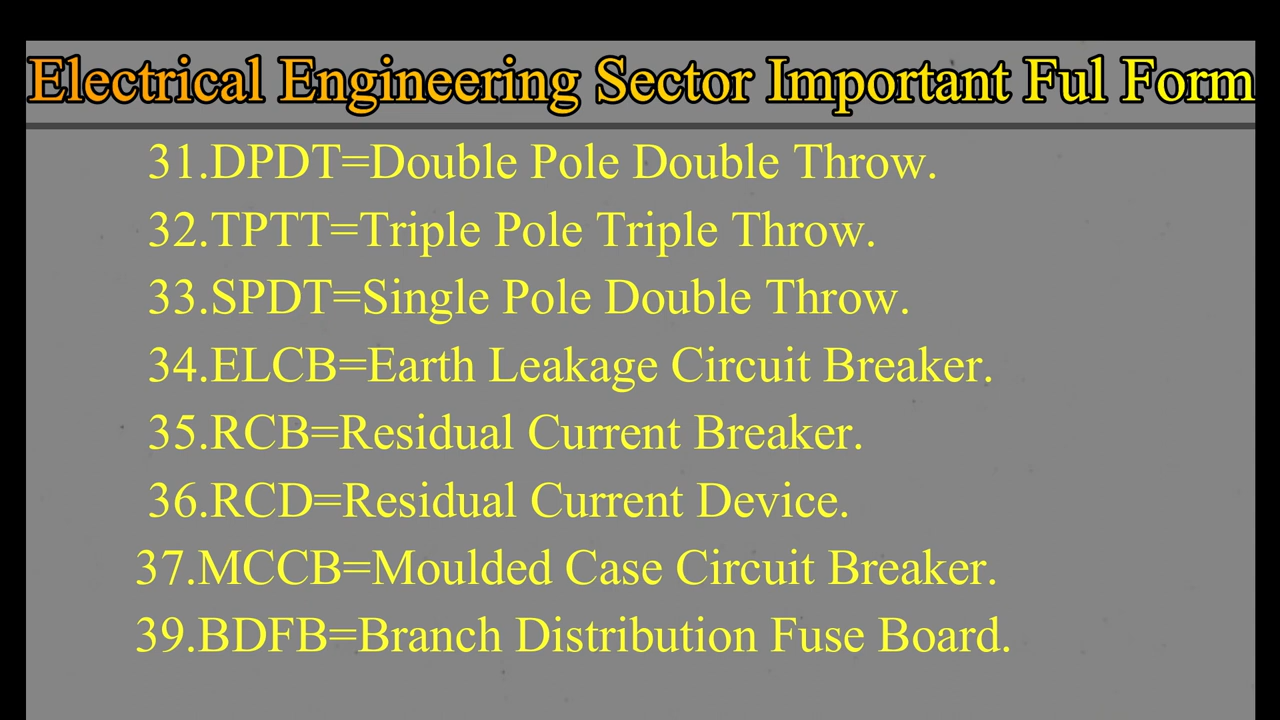 Electrical Engineering Sector Important Ful Form
31.DPDT=Double Pole Double Throw.
32.TPTT=Triple Pole Triple Throw.
33.SPDT=Single Pole Double Throw.
34.ELCB=Earth Leakage Circuit Breaker.
35.RCB=Residual Current Breaker.
36.RCD=Residual Current Device.
37.MCCB=Moulded Case Circuit Breaker.
39.BDFB=Branch Distribution Fuse Board.